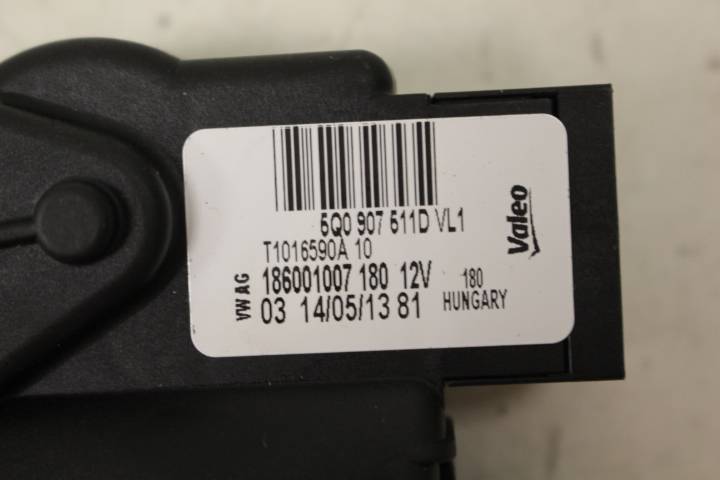 5Q0 907 511D VL1
T1016590A 10
186001007 180 12V
03 14/05/13 81
VW AG
180
HUNGARY
Valeo